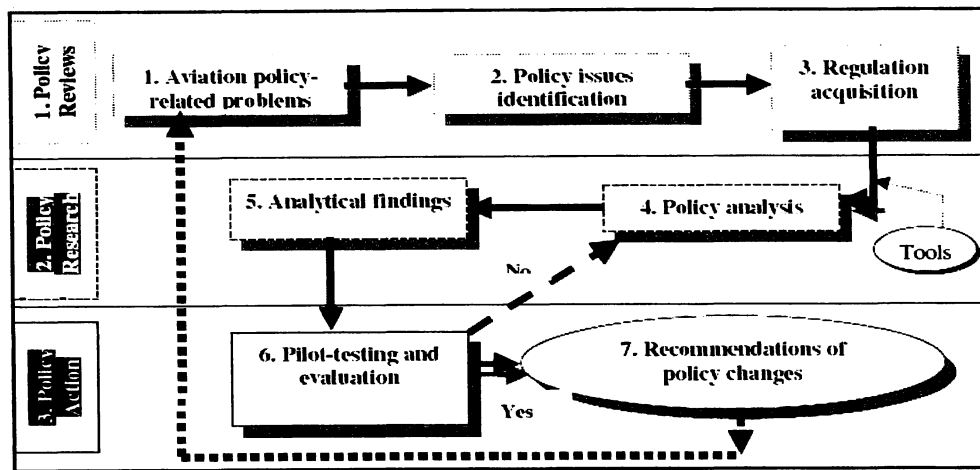 1. Policy
Reviews
1. Aviation policy-
related problems
2. Policy issues
identification
3. Regulation
acquisition
2. Policy
Research
5. Analytical findings
4. Policy analysis
Tools
No
3. Policy
Action
6. Pilot-testing and
evaluation
Yes
7. Recommendations of
policy changes